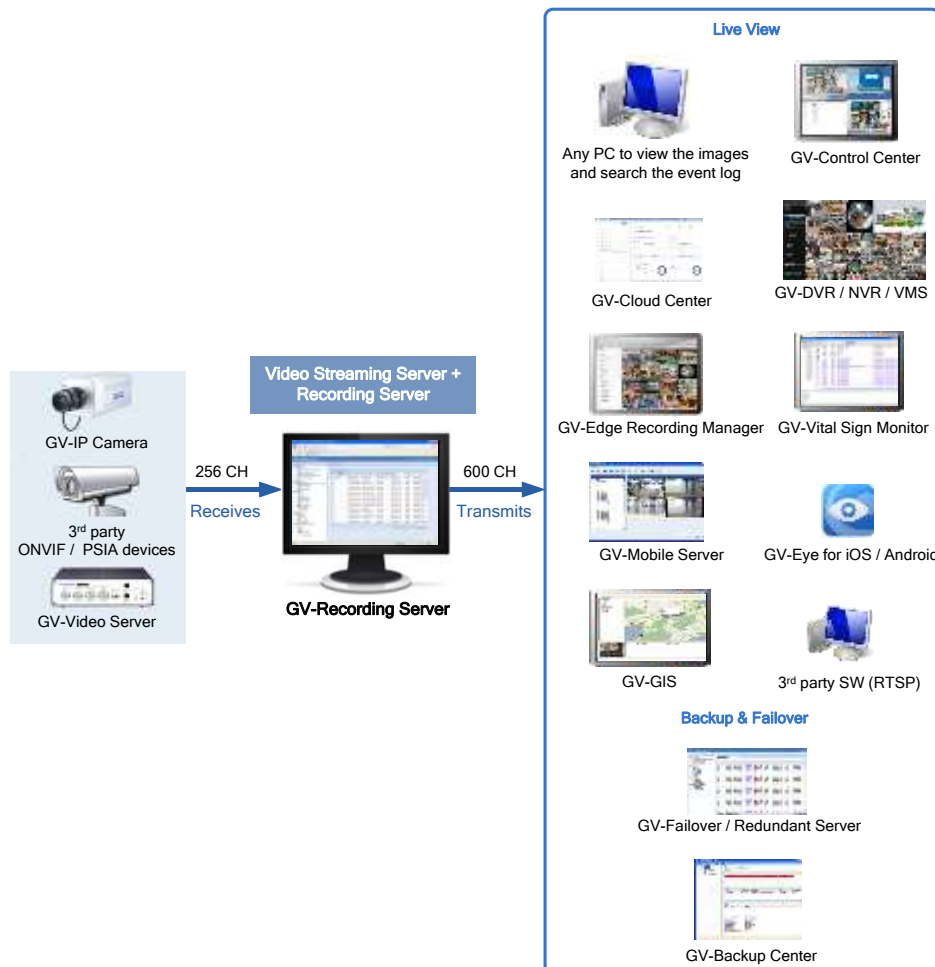 Live View
Any PC to view the images
and search the event log
GV-Control Center
GV-Cloud Center
GV-DVR / NVR / VMS
GV-Edge Recording Manager
GV-Vital Sign Monitor
GV-Mobile Server
GV-Eye for iOS / Android
GV-GIS
3rd party SW (RTSP)
Backup & Failover
GV-Failover / Redundant Server
GV-Backup Center
Video Streaming Server +
Recording Server
GV-IP Camera
3rd party
ONVIF / PSIA devices
GV-Video Server
256 CH
Receives
GV-Recording Server
600 CH
Transmits